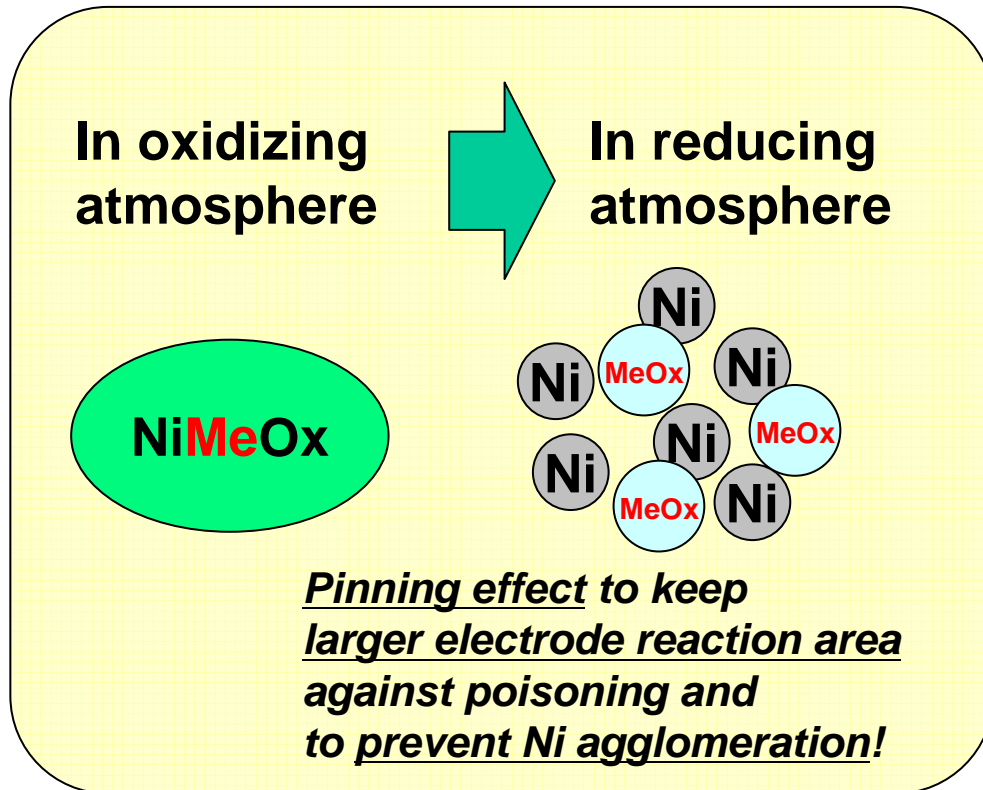 In oxidizing
atmosphere
In reducing
atmosphere
NiMeOx
Ni
Ni
MeOx
Ni
Ni
MeOx
Ni
MeOx
Ni
Pinning effect to keep
larger electrode reaction area
against poisoning and
to prevent Ni agglomeration!